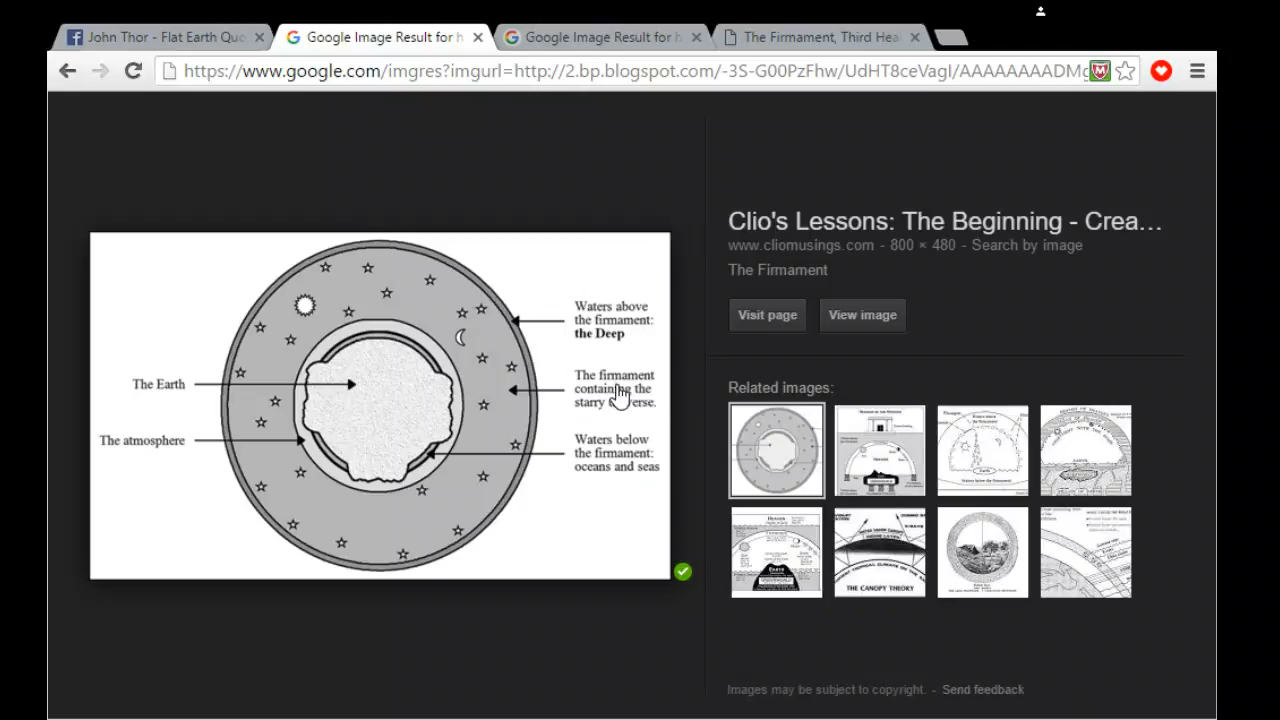 John Thor - Flat Earth Quo
Google Image Result for h
Google Image Result for h
The Firmament, Third Hea
https://www.google.com/imgres?imgurl=http://2.bp.blogspot.com/-3S-G00PzFhw/UdHT8ceVagI/AAAAAAAADM
Clio's Lessons: The Beginning - Crea…
www.cliomusings.com - 800 × 480 - Search by image
The Firmament
Visit page
View image
Waters above
the firmament:
the Deep
The firmament
containing the
starry
The Earth
The atmosphere
Waters below
the firmament:
oceans and seas
Related images:
THE CANOPY THEORY
Images may be subject to copyright. - Send feedback